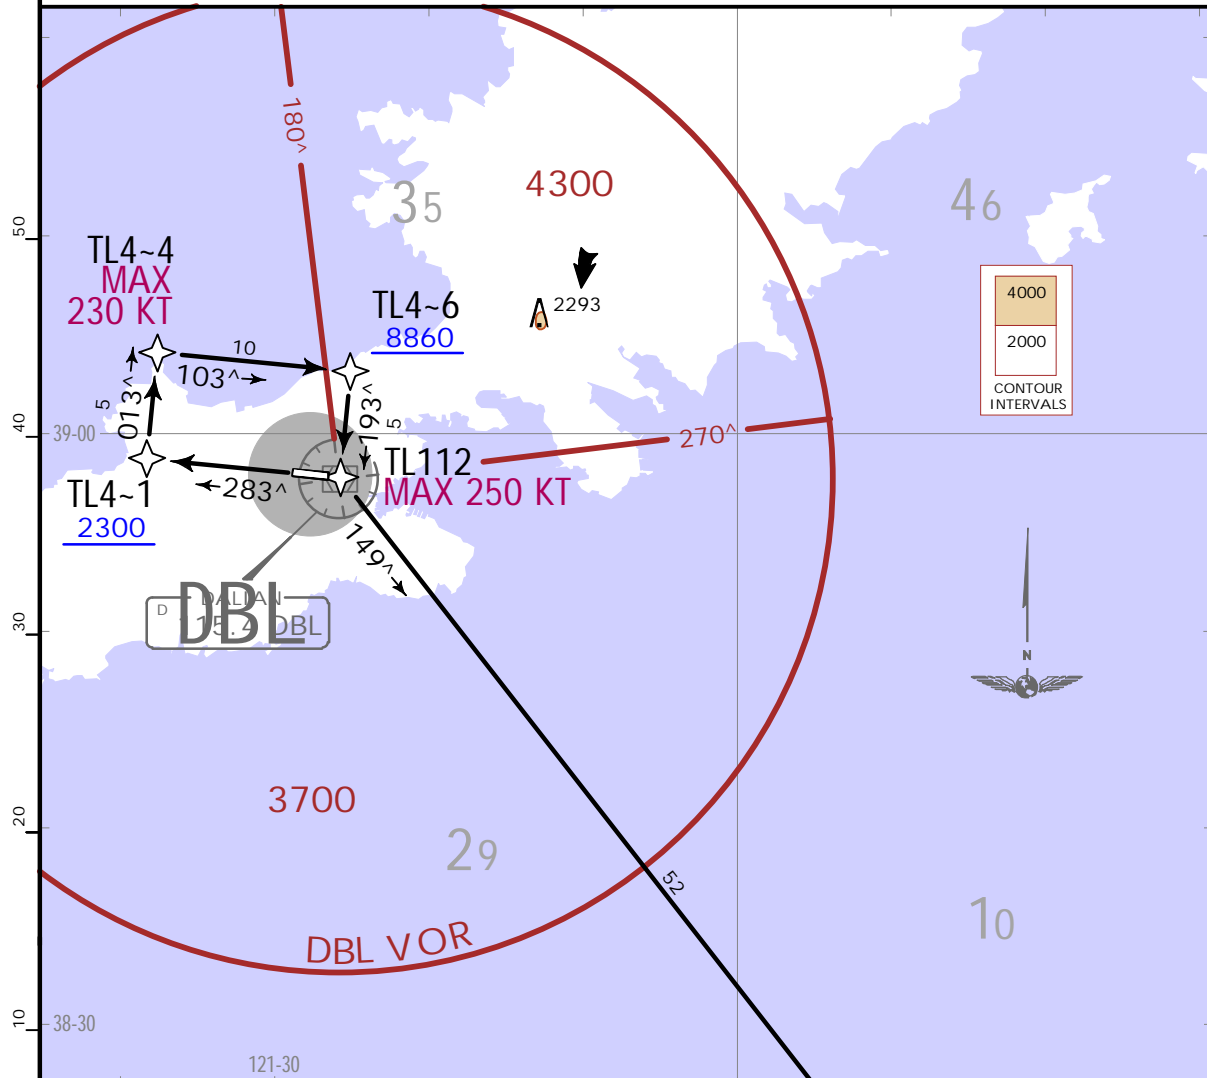 180^
4300
35
46
50
TL4~4
MAX
230 KT
TL4~6
8860
2293
4000
2000
CONTOUR
INTERVALS
10
103^
013^
5
193^
5
270^
40
39-00
TL112
MAX 250 KT
TL4~1
2300
283^
149^
D
DALIAN
115.4 DBL
DBL
30
N
3700
20
29
52
10
DBL VOR
10
38-30
121-30